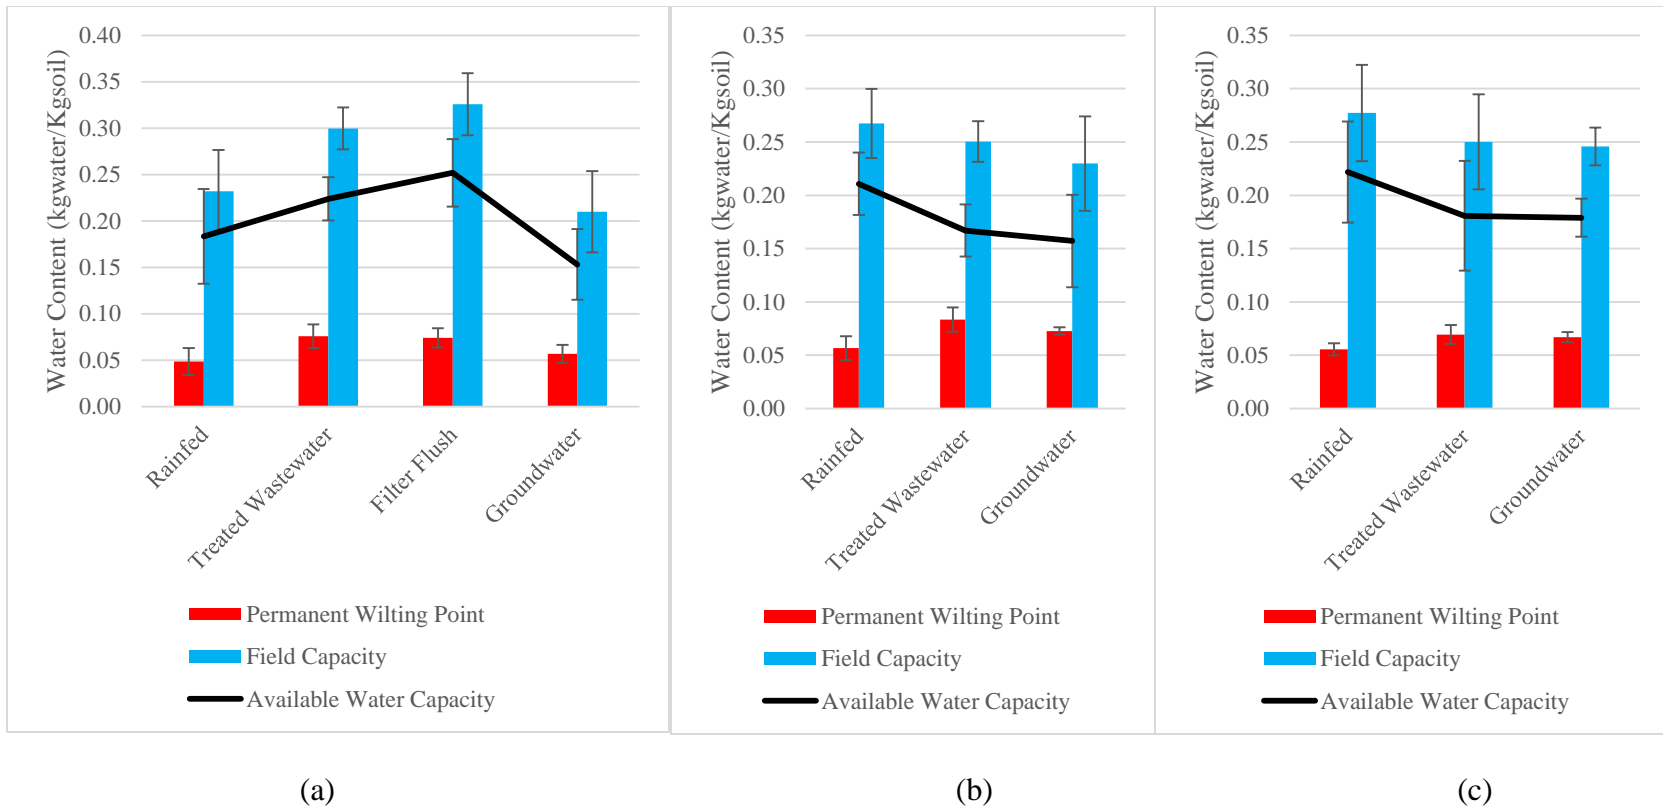 Water Content (kgwater/Kgsoil)
0.40
0.35
0.30
0.25
0.20
0.15
0.10
0.05
0.00
Rainfed
Treated Wastewater
Filter Flush
Groundwater
Permanent Wilting Point
Field Capacity
Available Water Capacity
(a)
Water Content (kgwater/Kgsoil)
0.35
0.30
0.25
0.20
0.15
0.10
0.05
0.00
Rainfed
Treated Wastewater
Groundwater
Permanent Wilting Point
Field Capacity
Available Water Capacity
(b)
Water Content (kgwater/Kgsoil)
0.35
0.30
0.25
0.20
0.15
0.10
0.05
0.00
Rainfed
Treated Wastewater
Groundwater
Permanent Wilting Point
Field Capacity
Available Water Capacity
(c)